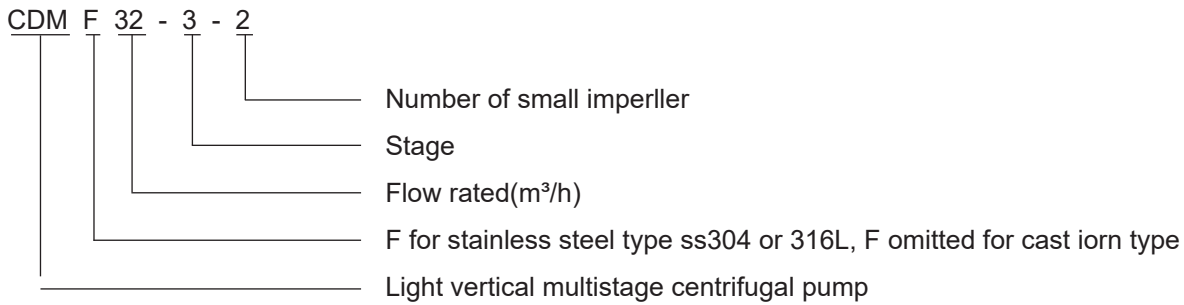 CDM F 32 - 3 - 2
Number of small imperller
Stage
Flow rated(m³/h)
F for stainless steel type ss304 or 316L, F omitted for cast iorn type
Light vertical multistage centrifugal pump